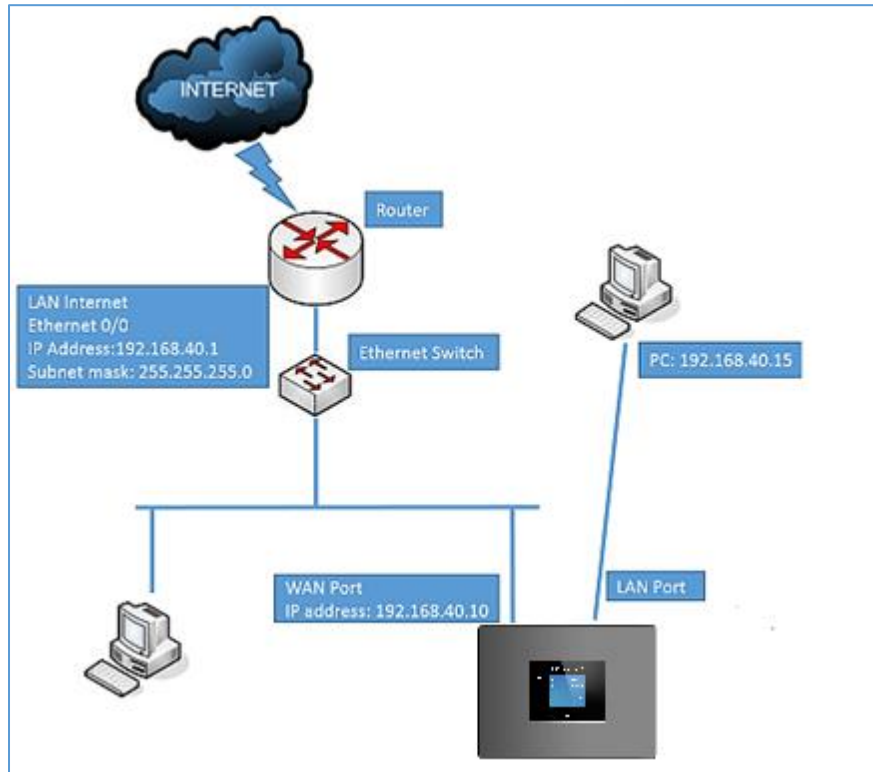 INTERNET
Router
LAN Internet
Ethernet 0/0
IP Address:192.168.40.1
Subnet mask: 255.255.255.0
Ethernet Switch
PC: 192.168.40.15
WAN Port
IP address: 192.168.40.10
LAN Port